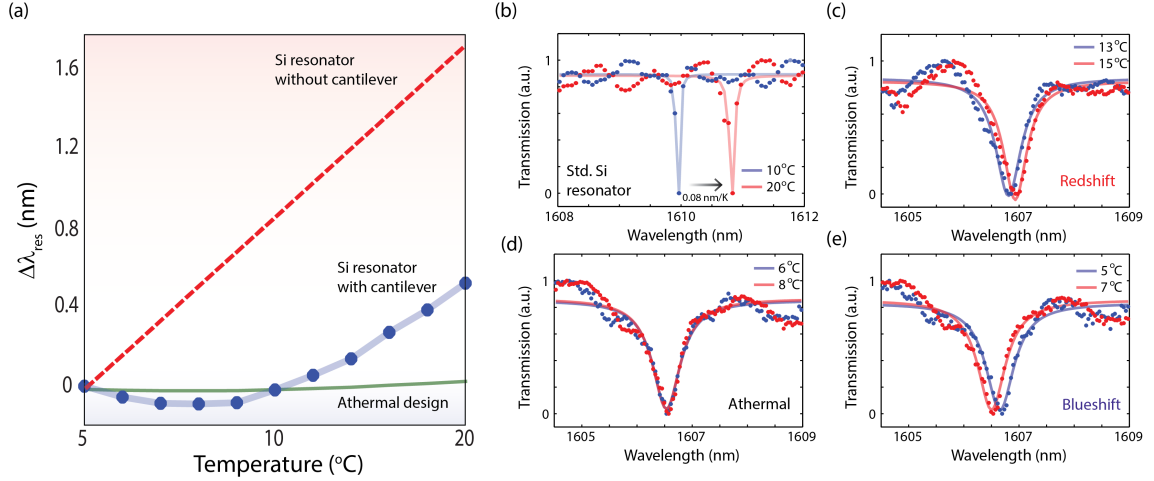 (a)
Δλres (nm)
1.6
1.2
0.8
0.4
0
Si resonator
without cantilever
Si resonator
with cantilever
Athermal design
5
10
20
Temperature (°C)
(b)
Transmission (a.u.)
1
0
Std. Si
resonator
10°C
20°C
0.08 nm/K
1608
1610
1612
Wavelength (nm)
(c)
Transmission (a.u.)
1
0
13°C
15°C
Redshift
1605
1607
1609
Wavelength (nm)
(d)
Transmission (a.u.)
1
0
6°C
8°C
Athermal
1605
1607
1609
Wavelength (nm)
(e)
Transmission (a.u.)
1
0
5°C
7°C
Blueshift
1605
1607
1609
Wavelength (nm)